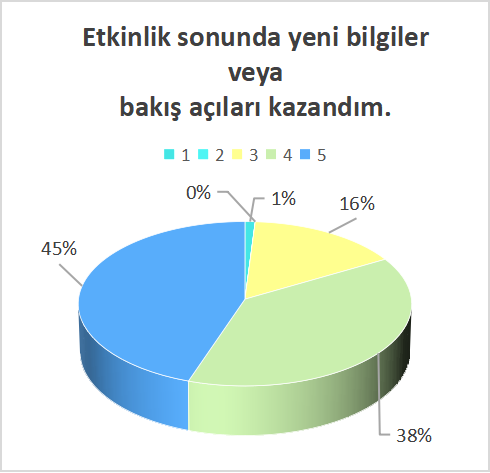 Etkinlik sonunda yeni bilgiler
veya
bakış açıları kazandım.
1 2 3 4 5
0%
1%
16%
45%
38%